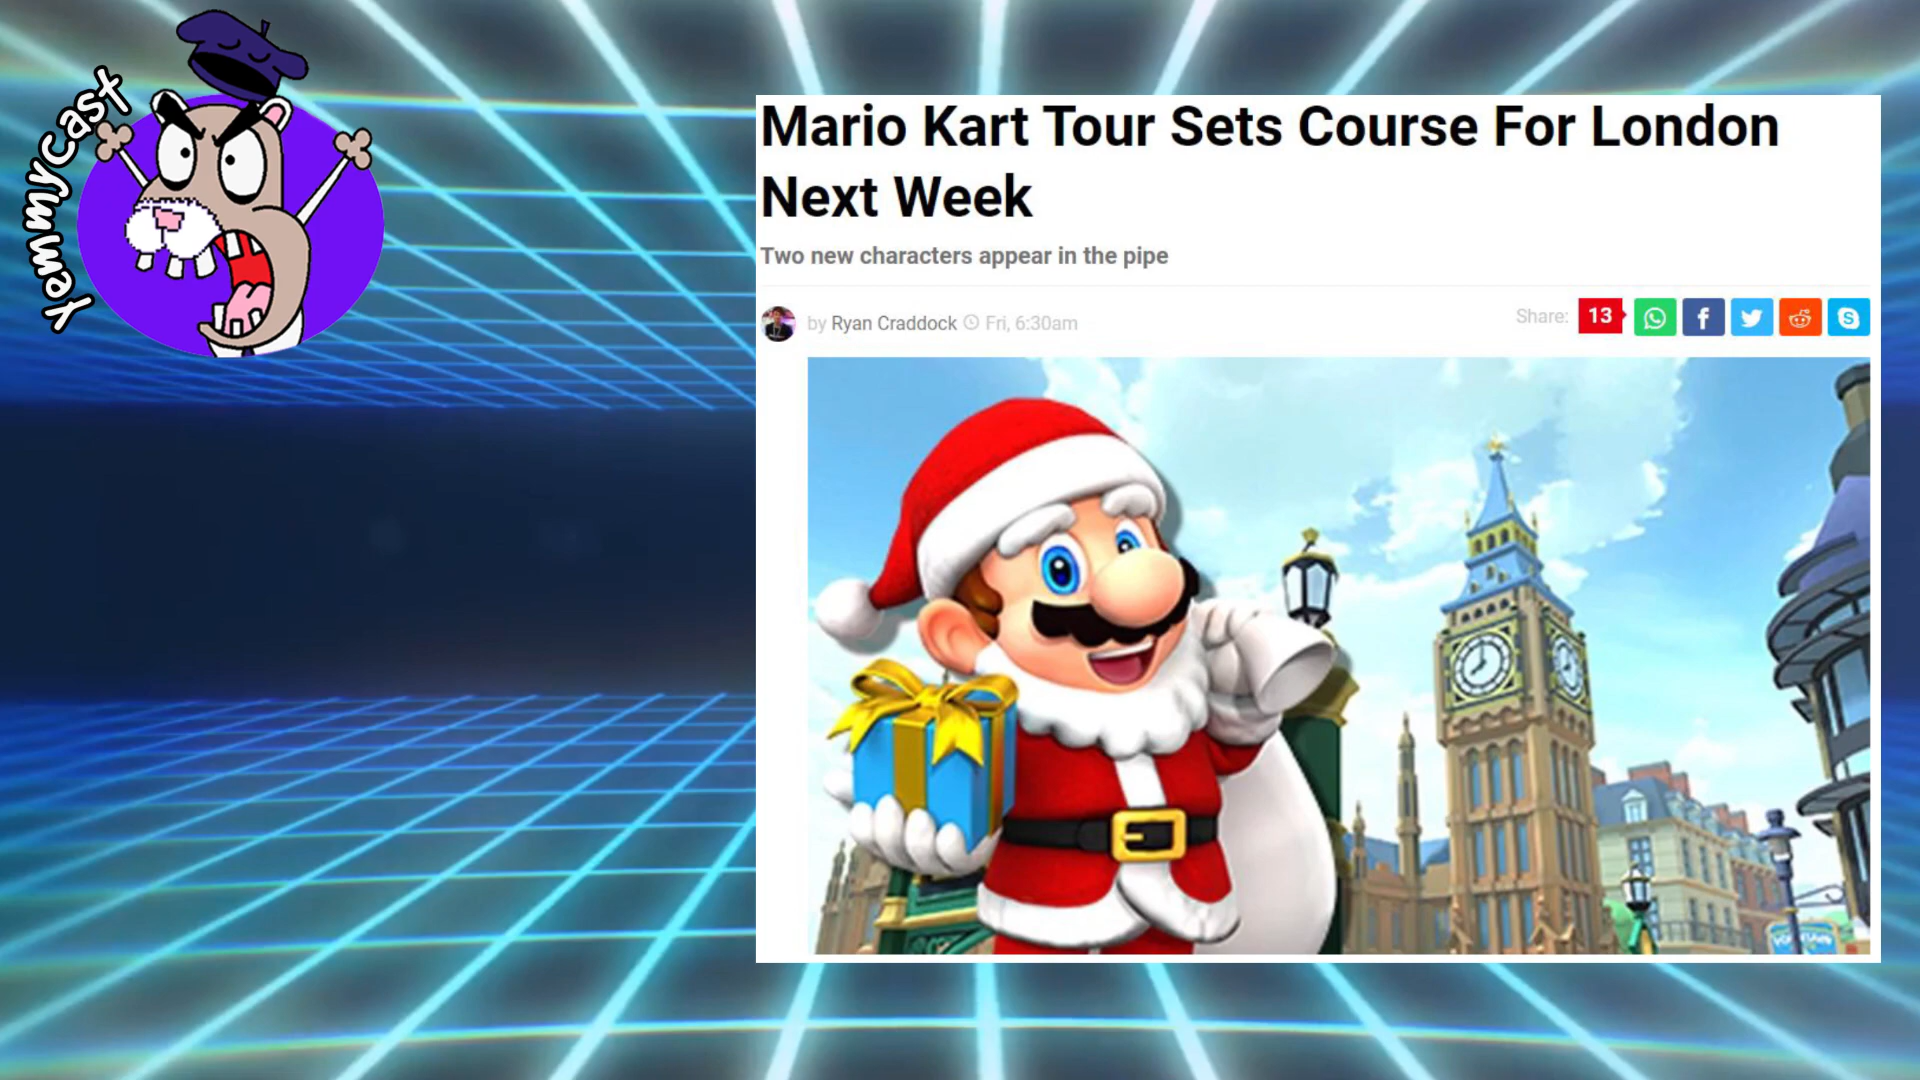 Yammycast
Mario Kart Tour Sets Course For London
Next Week
Two new characters appear in the pipe
by Ryan Craddock Fri, 6:30am
Share: 13